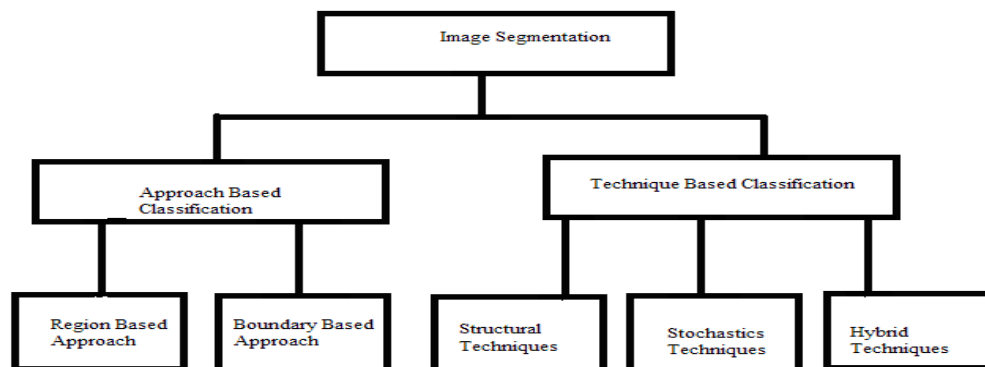 Image Segmentation
Approach Based
Classification
Technique Based Classification
Region Based
Approach
Boundary Based
Approach
Structural
Techniques
Stochastics
Techniques
Hybrid
Techniques